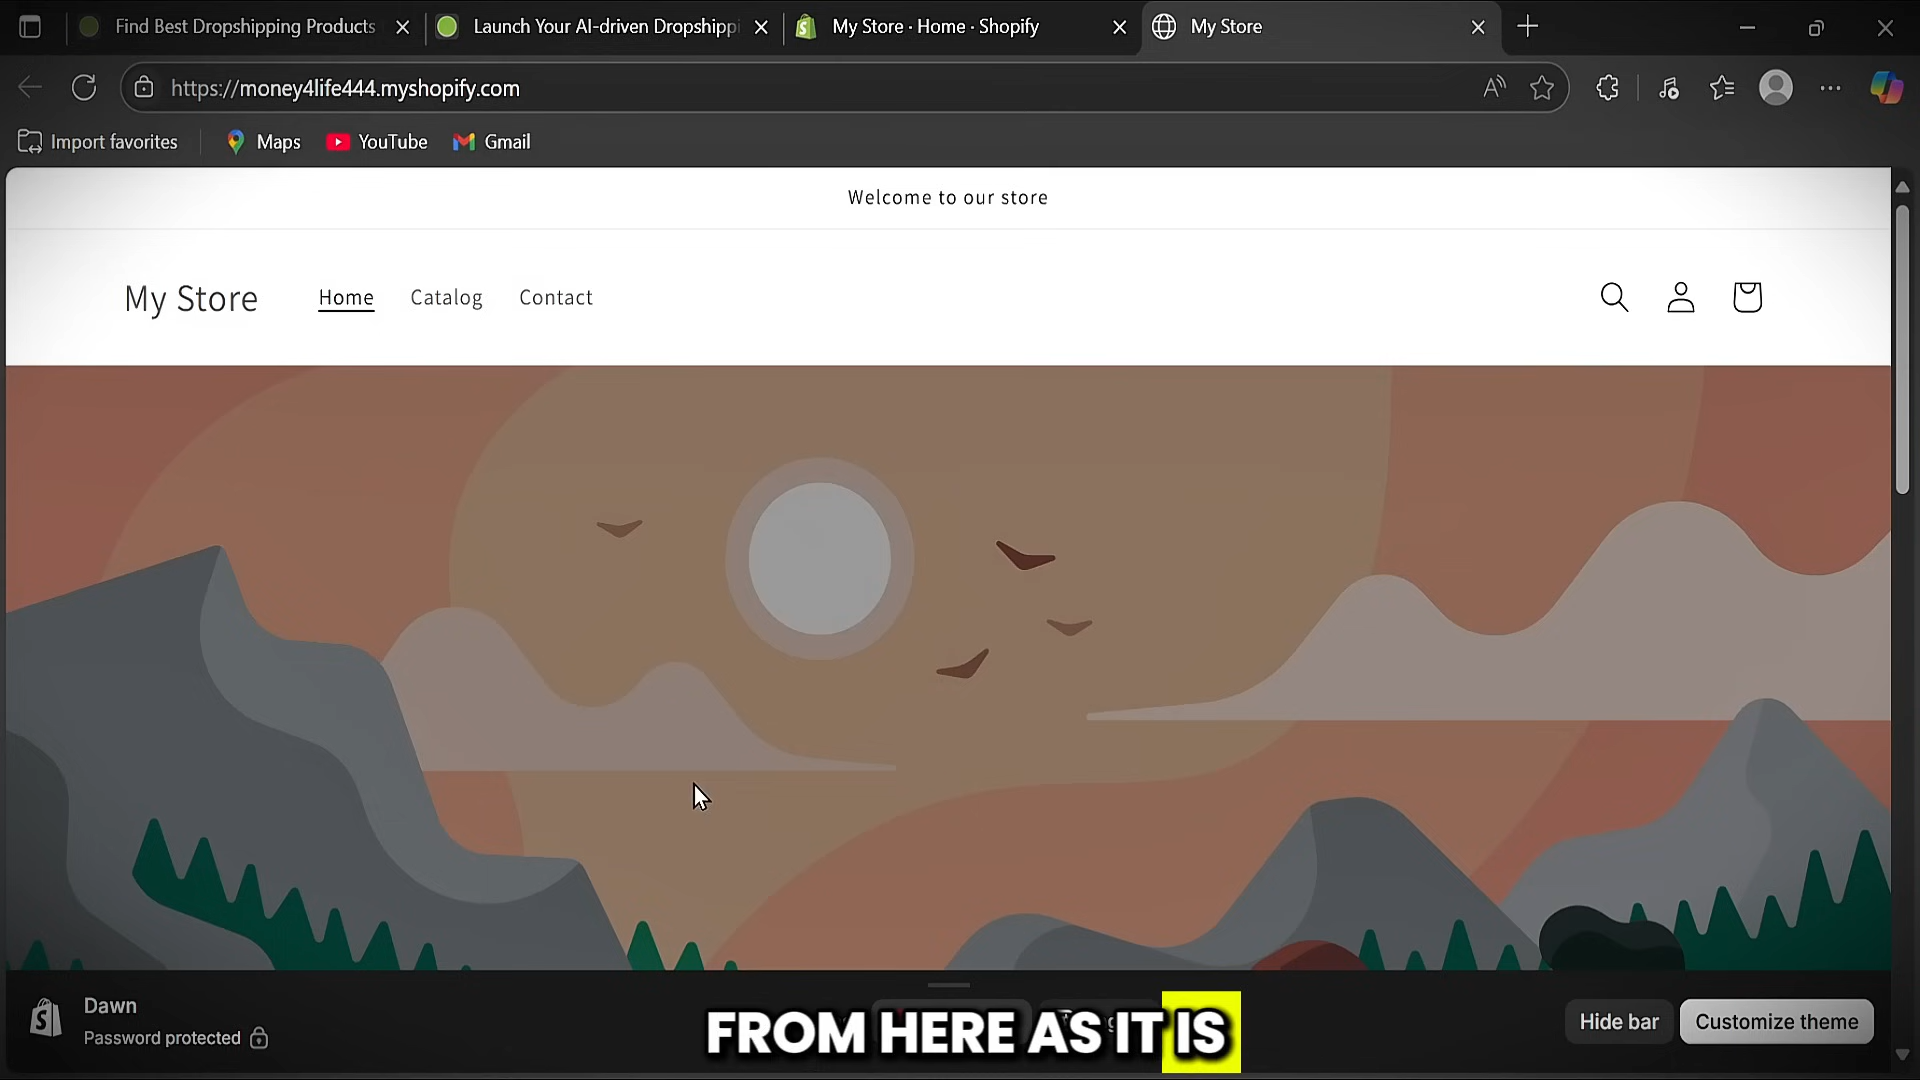 Find Best Dropshipping Products
Launch Your AI-driven Dropshippi
My Store · Home · Shopify
My Store
https://money4life444.myshopify.com
Import favorites
Maps
YouTube
Gmail
Welcome to our store
My Store
Home
Catalog
Contact
Dawn
Password protected
FROM HERE AS IT IS
Hide bar
Customize theme